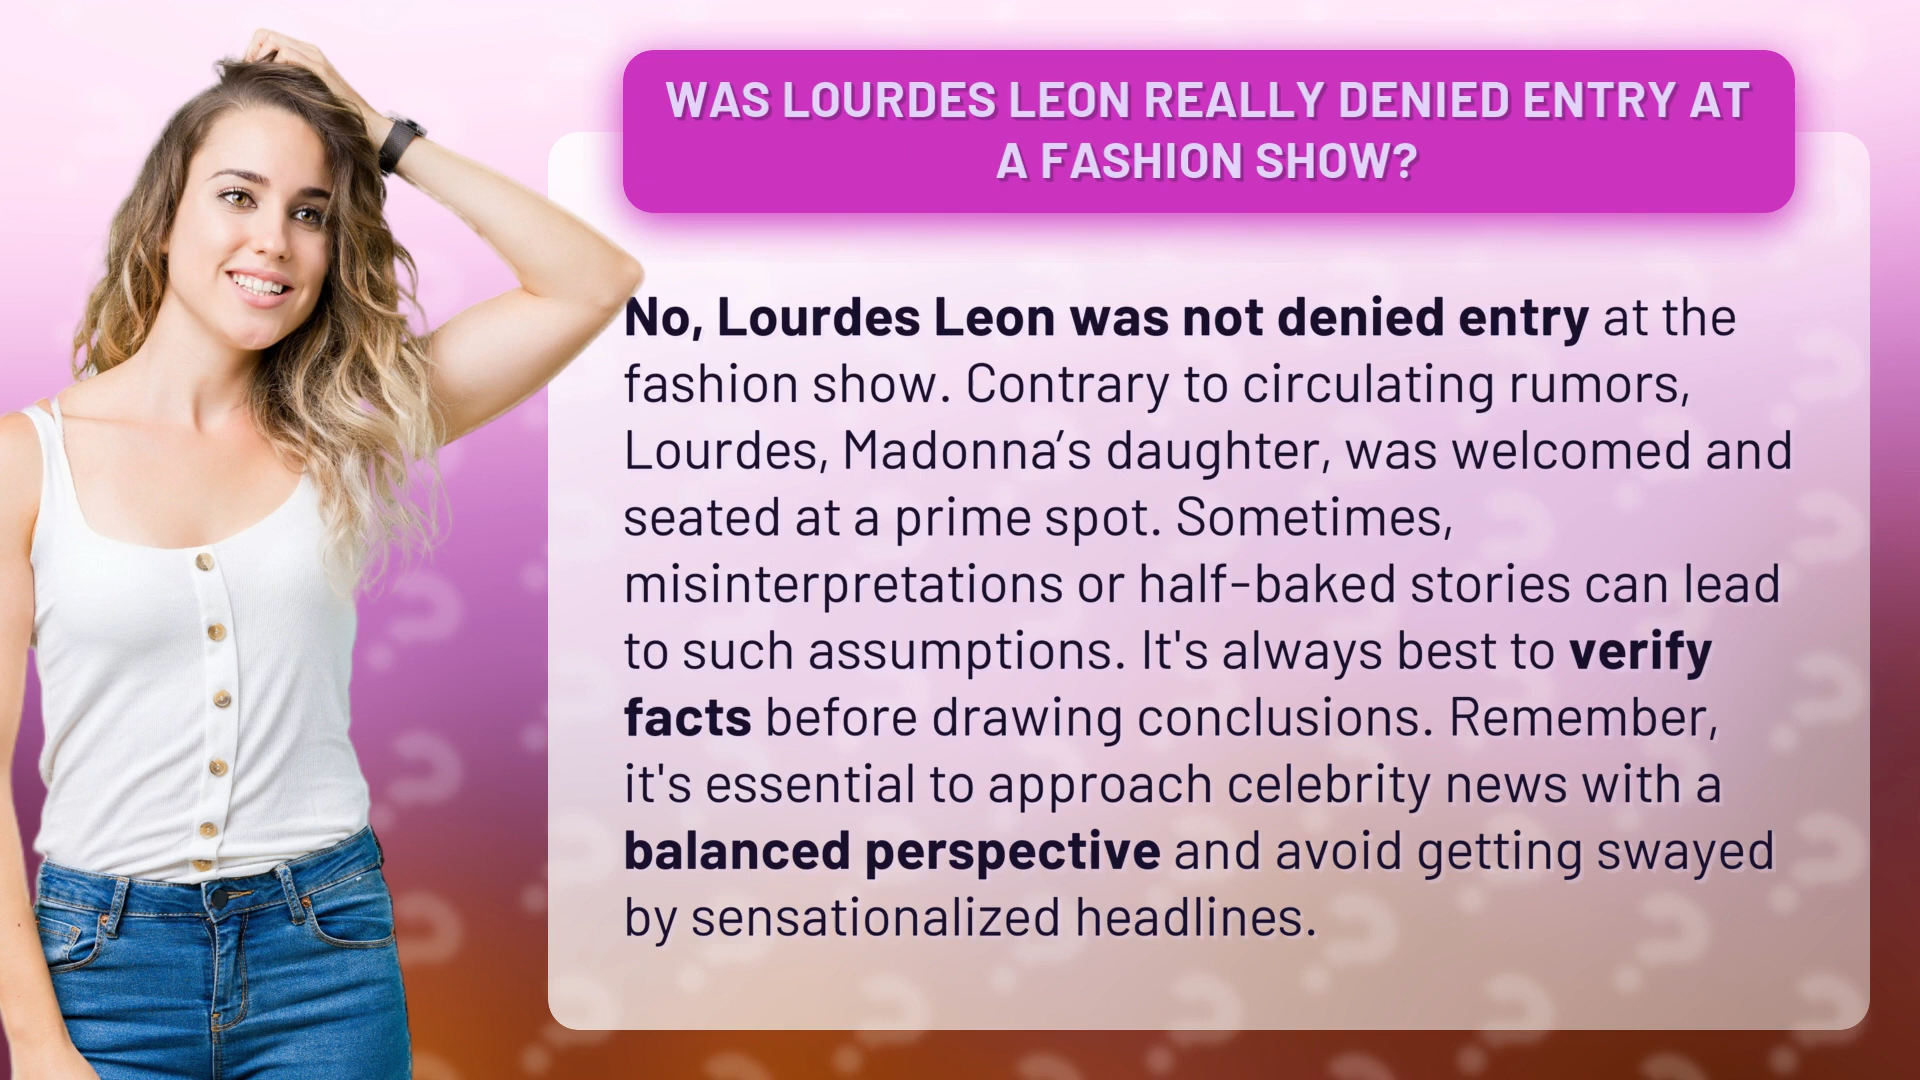 WAS LOURDES LEON REALLY DENIED ENTRY AT
A FASHION SHOW?
No, Lourdes Leon was not denied entry at the
fashion show. Contrary to circulating rumors,
Lourdes, Madonna’s daughter, was welcomed and
seated at a prime spot. Sometimes,
misinterpretations or half-baked stories can lead
to such assumptions. It's always best to verify
facts before drawing conclusions. Remember,
it's essential to approach celebrity news with a
balanced perspective and avoid getting swayed
by sensationalized headlines.